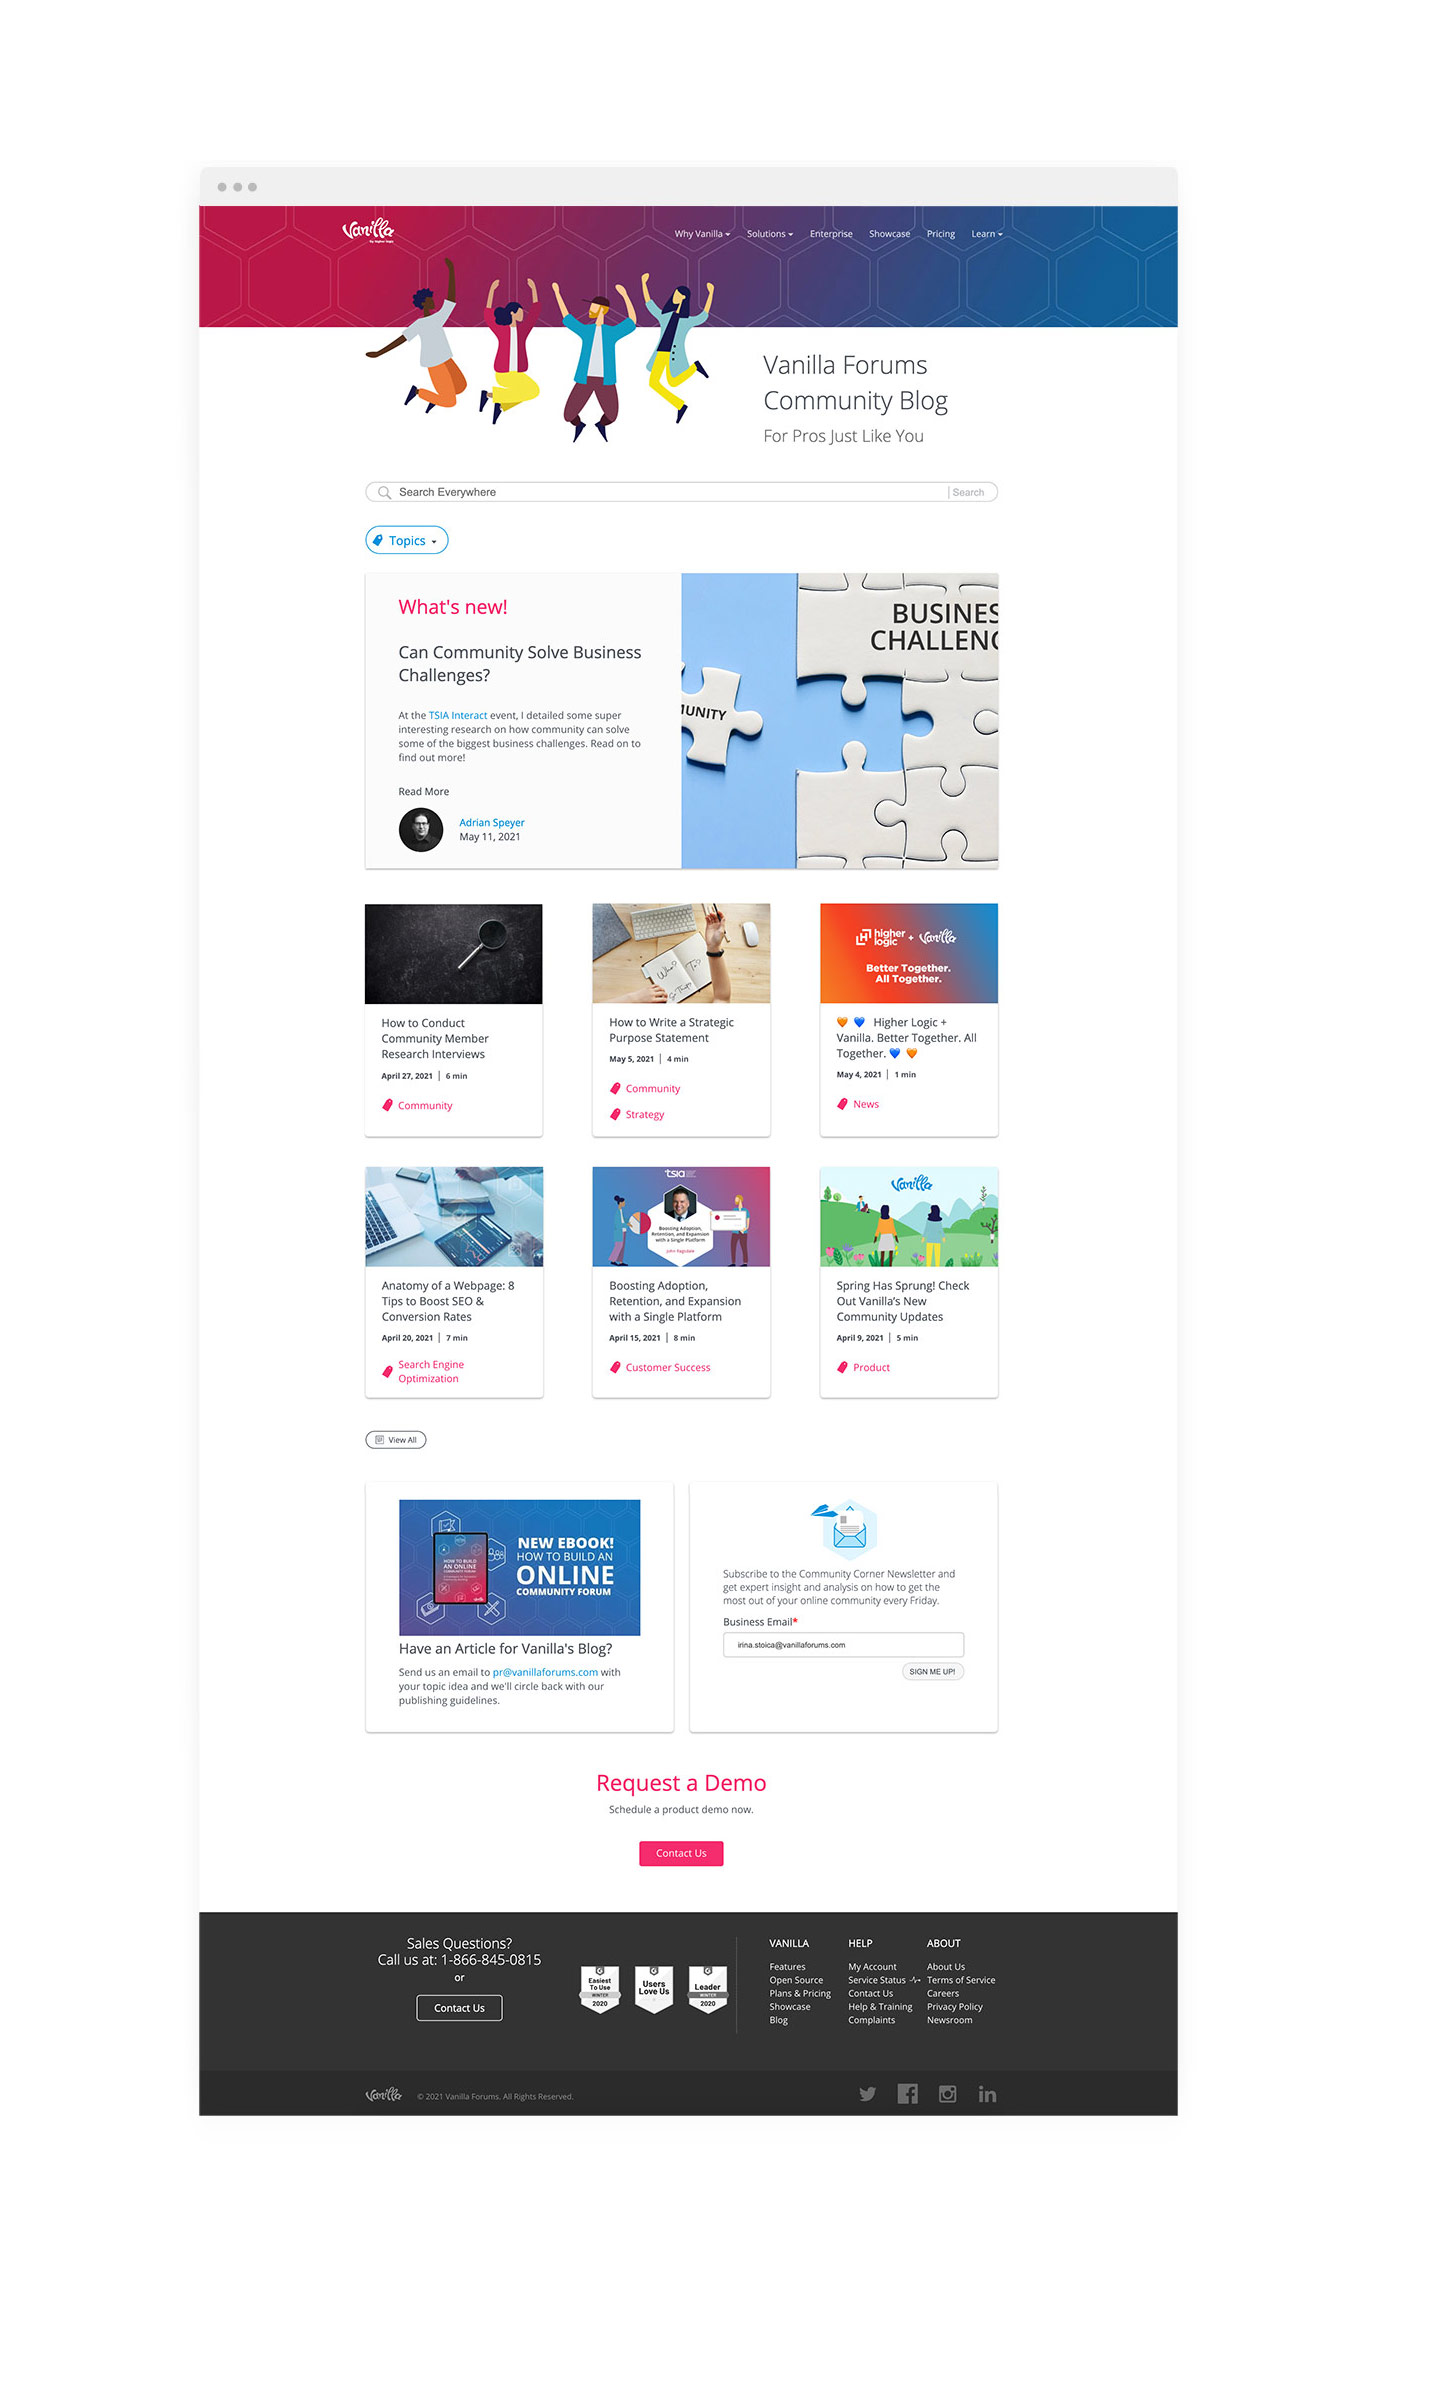 Vanilla
by higher logic
Why Vanilla Solutions Enterprise Showcase Pricing Learn
Vanilla Forums
Community Blog
For Pros Just Like You
Search Everywhere | Search
Topics
What's new!
Can Community Solve Business
Challenges?
At the TSIA Interact event, I detailed some super
interesting research on how community can solve
some of the biggest business challenges. Read on to
find out more!
Read More
Adrian Speyer
May 11, 2021
BUSINES
CHALLENG
UNITY
How to Conduct
Community Member
Research Interviews
April 27, 2021 | 6 min
Community
Who?
To?
How to Write a Strategic
Purpose Statement
May 5, 2021 | 4 min
Community
Strategy
higher
logic + Vanilla
Better Together.
All Together.
🧡 💙 Higher Logic +
Vanilla. Better Together. All
Together. 💙 🧡
May 4, 2021 | 1 min
News
Anatomy of a Webpage: 8
Tips to Boost SEO &
Conversion Rates
April 20, 2021 | 7 min
Search Engine
Optimization
tsia
Boosting Adoption,
Retention, and Expansion
with a Single Platform
John Ragsdale
Boosting Adoption,
Retention, and Expansion
with a Single Platform
April 15, 2021 | 8 min
Customer Success
Vanilla
Spring Has Sprung! Check
Out Vanilla's New
Community Updates
April 9, 2021 | 5 min
Product
View All
HOW TO BUILD
AN ONLINE
COMMUNITY FORUM
NEW EBOOK!
HOW TO BUILD AN
ONLINE
COMMUNITY FORUM
Have an Article for Vanilla's Blog?
Send us an email to pr@vanillaforums.com with
your topic idea and we'll circle back with our
publishing guidelines.
Subscribe to the Community Corner Newsletter and
get expert insight and analysis on how to get the
most out of your online community every Friday.
Business Email*
irina.stoica@vanillaforums.com
SIGN ME UP!
Request a Demo
Schedule a product demo now.
Contact Us
Sales Questions?
Call us at: 1-866-845-0815
or
Contact Us
Easiest
To Use
WINTER
2020
Users
Love Us
Leader
WINTER
2020
VANILLA
Features
Open Source
Plans & Pricing
Showcase
Blog
HELP
My Account
Service Status
Contact Us
Help & Training
Complaints
ABOUT
About Us
Terms of Service
Careers
Privacy Policy
Newsroom
Vanilla © 2021 Vanilla Forums. All Rights Reserved.